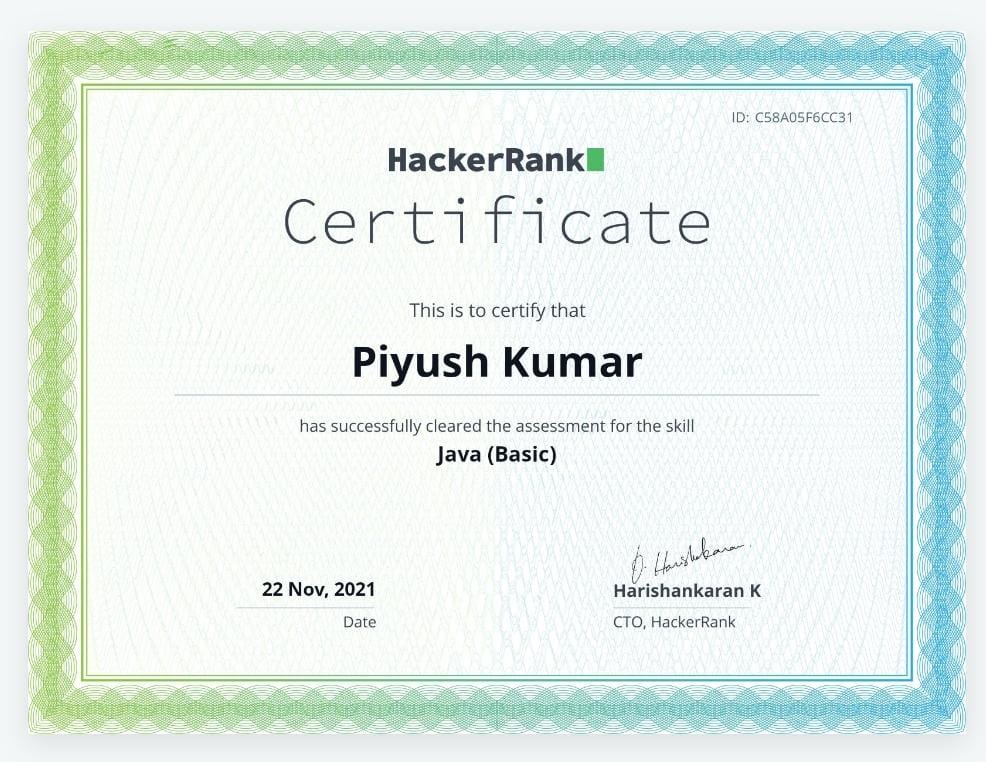 ID: C58A05F6CC31
HackerRank
Certificate
This is to certify that
Piyush Kumar
has successfully cleared the assessment for the skill
Java (Basic)
22 Nov, 2021
Date
Harishankaran K
CTO, HackerRank